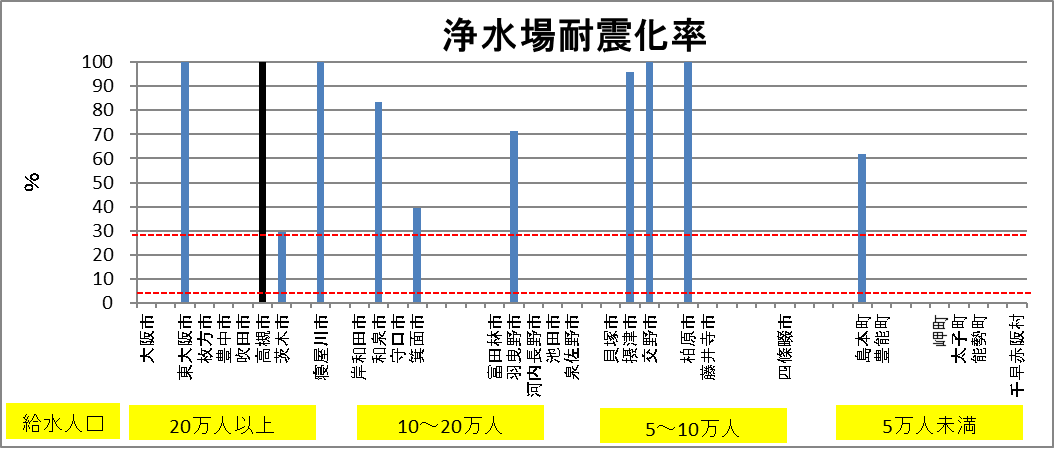 浄水場耐震化率
%
100
90
80
70
60
50
40
30
20
10
0
大阪市
東大阪市
枚方市
豊中市
吹田市
高槻市
茨木市
寝屋川市
岸和田市
和泉市
守口市
箕面市
富田林市
羽曳野市
河内長野市
池田市
泉佐野市
貝塚市
摂津市
交野市
柏原市
藤井寺市
四條畷市
島本町
豊能町
岬町
太子町
能勢町
千早赤阪村
給水人口
20万人以上
10～20万人
5～10万人
5万人未満